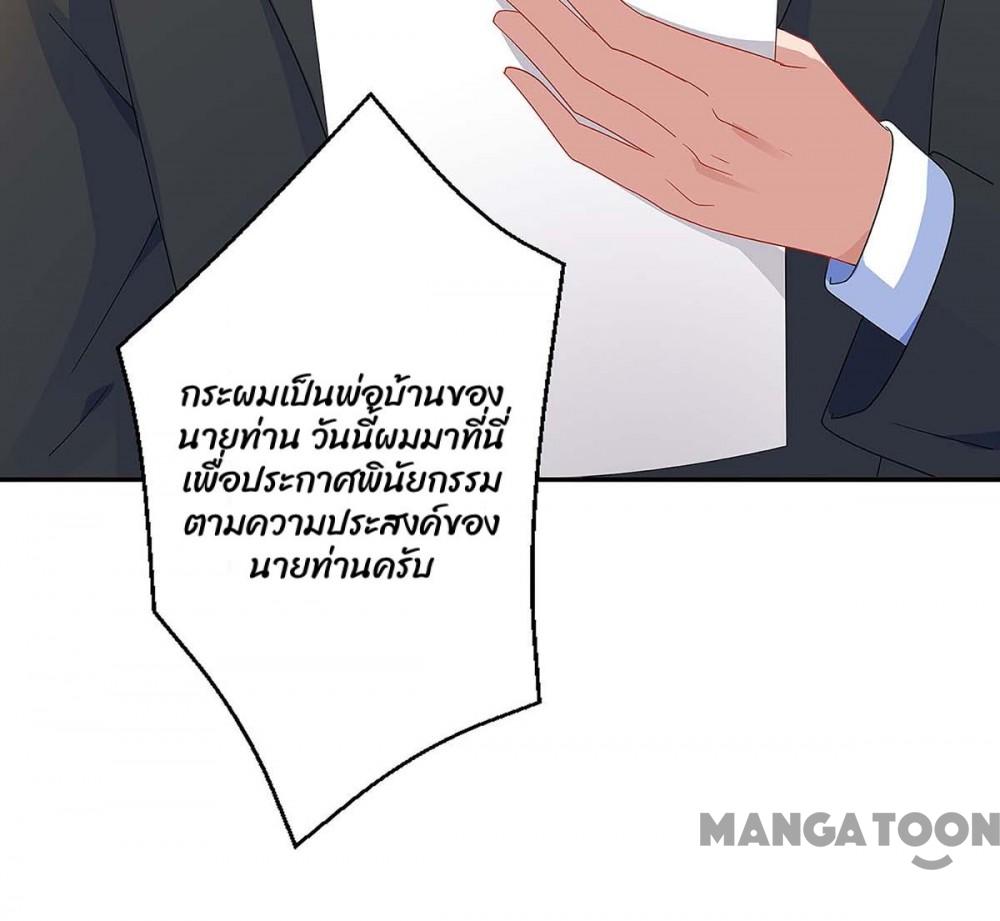 กระผมเป็นพ่อบ้านของ
นายท่าน วันนี้ผมมาที่นี่
เพื่อประกาศพินัยกรรม
ตามความประสงค์ของ
นายท่านครับ
MANGATOON